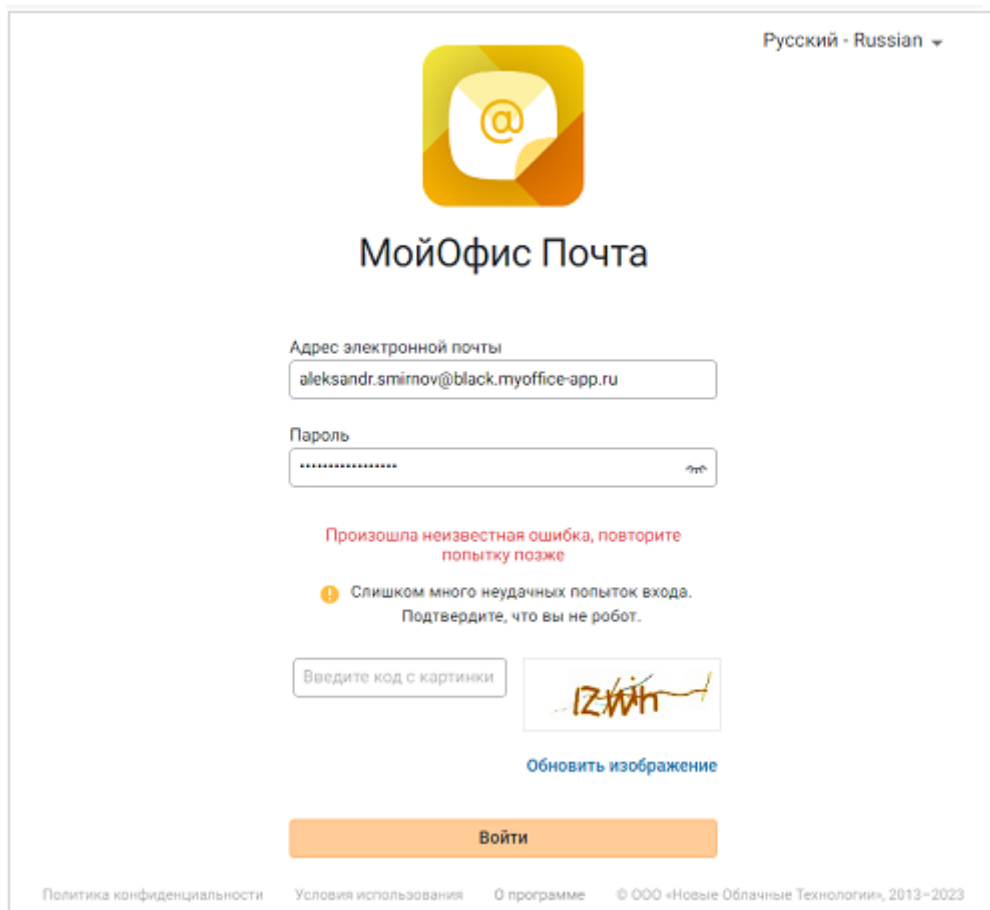 Русский - Russian
@
МойОфис Почта
Адрес электронной почты
aleksandr.smirnov@black.myoffice-app.ru
Пароль
Произошла неизвестная ошибка, повторите
попытку позже
Слишком много неудачных попыток входа.
Подтвердите, что вы не робот.
Введите код с картинки
Обновить изображение
Войти
Политика конфиденциальности Условия использования О программе © ООО «Новые Облачные Технологии», 2013–2023